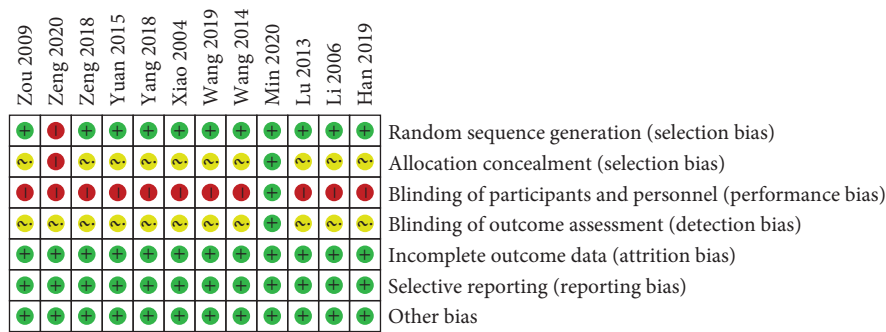 Zou 2009
Zeng 2020
Zeng 2018
Yuan 2015
Yang 2018
Xiao 2004
Wang 2019
Wang 2014
Min 2020
Lu 2013
Li 2006
Han 2019
+ − + + + + + + + + + + Random sequence generation (selection bias)
? − ? ? ? ? ? ? + ? ? ? Allocation concealment (selection bias)
− − − − − − − − + − − − Blinding of participants and personnel (performance bias)
? ? ? ? ? ? ? ? + ? ? ? Blinding of outcome assessment (detection bias)
+ + + + + + + + + + + + Incomplete outcome data (attrition bias)
+ + + + + + + + + + + + Selective reporting (reporting bias)
+ + + + + + + + + + + + Other bias